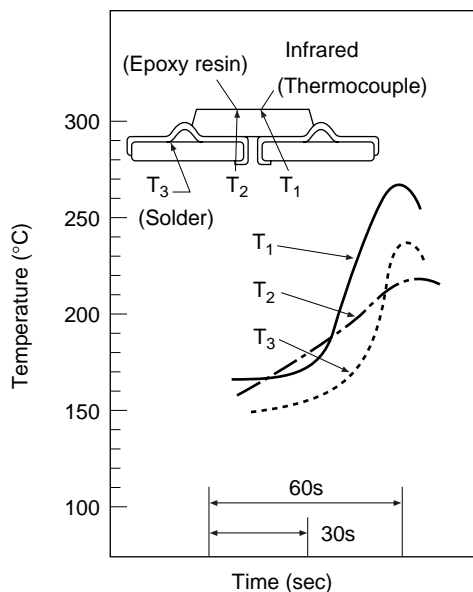 Infrared
(Epoxy resin)
(Thermocouple)
300
T3
T2
T1
(Solder)
250
T1
T2
T3
200
150
100
60s
30s
Temperature (°C)
Time (sec)